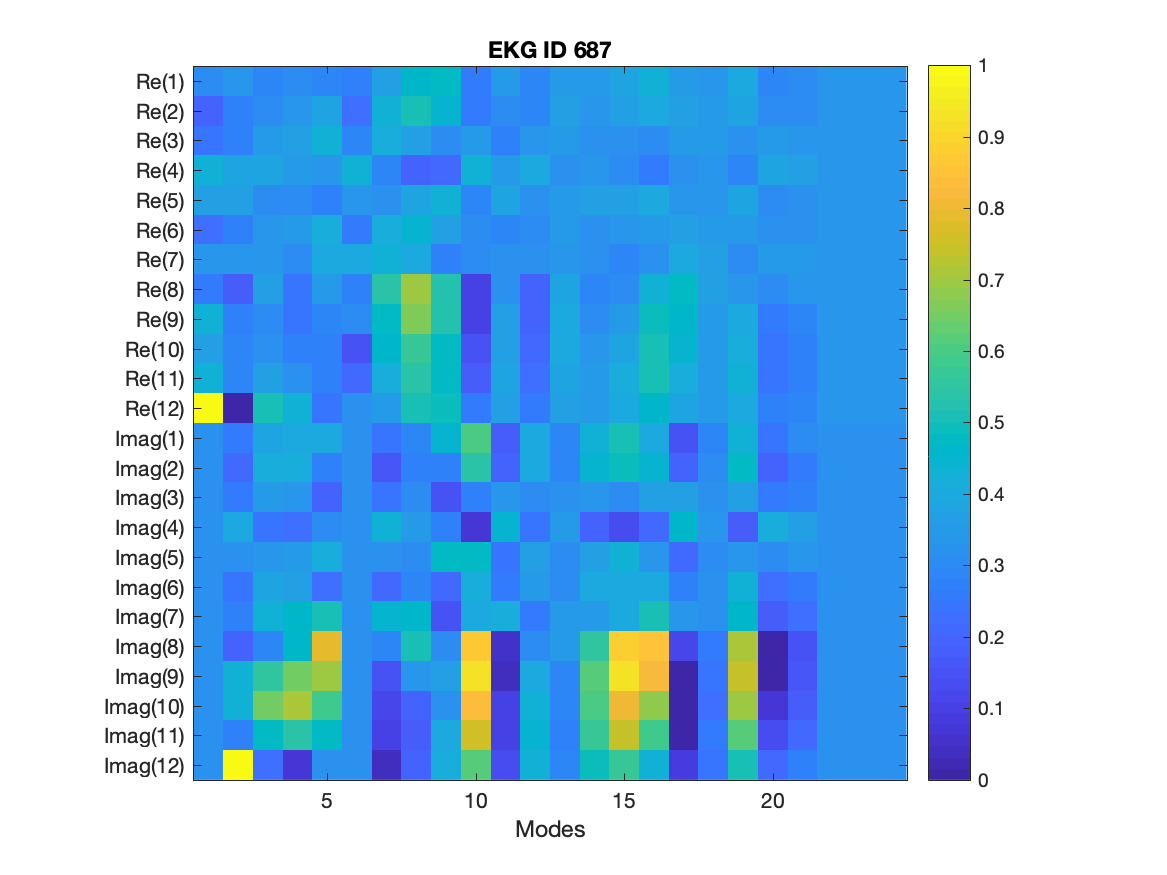 EKG ID 687
Re(1)
Re(2)
Re(3)
Re(4)
Re(5)
Re(6)
Re(7)
Re(8)
Re(9)
Re(10)
Re(11)
Re(12)
Imag(1)
Imag(2)
Imag(3)
Imag(4)
Imag(5)
Imag(6)
Imag(7)
Imag(8)
Imag(9)
Imag(10)
Imag(11)
Imag(12)
5
10
15
20
Modes
1
0.9
0.8
0.7
0.6
0.5
0.4
0.3
0.2
0.1
0